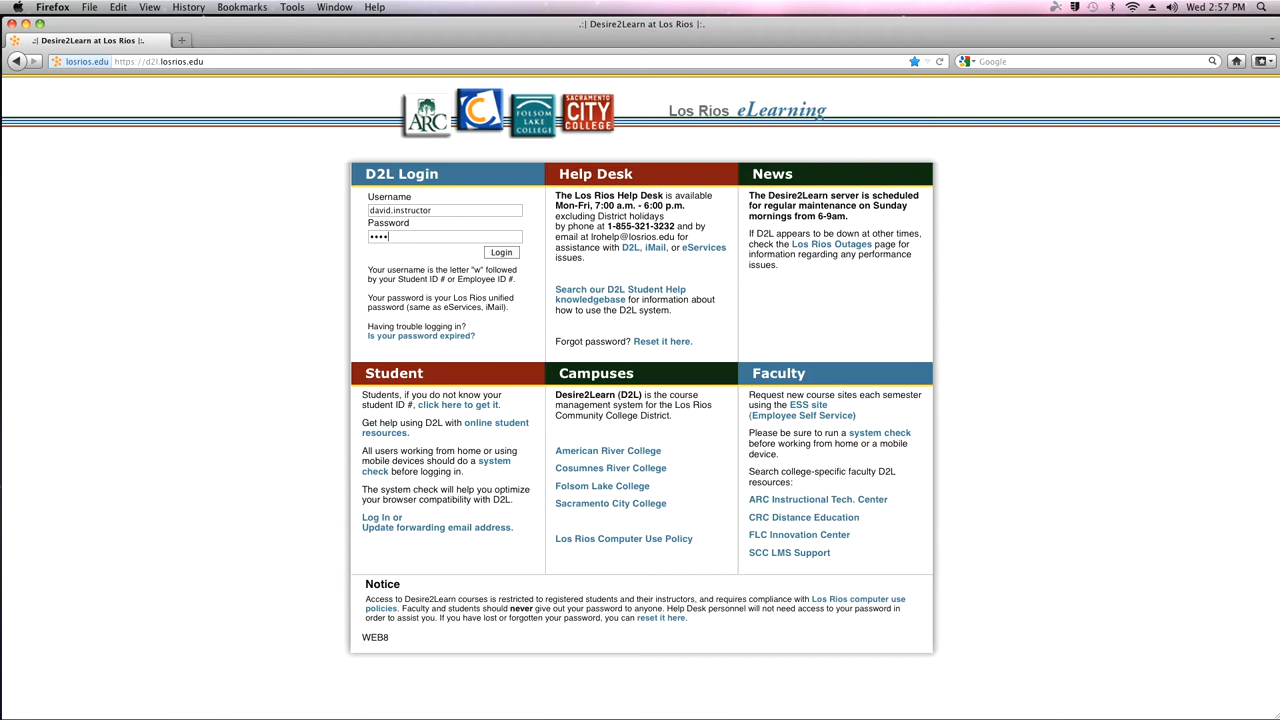 Firefox File Edit View History Bookmarks Tools Window Help Wed 2:57 PM
.:| Desire2Learn at Los Rios |:.
.:| Desire2Learn at Los Rios |:. +
losrios.edu https://d2l.losrios.edu Google
ARC C FOLSOM LAKE COLLEGE SACRAMENTO CITY COLLEGE Los Rios eLearning
D2L Login
Username
david.instructor
Password
••••
Login
Your username is the letter "w" followed
by your Student ID # or Employee ID #.
Your password is your Los Rios unified
password (same as eServices, iMail).
Having trouble logging in?
Is your password expired?
Help Desk
The Los Rios Help Desk is available
Mon-Fri, 7:00 a.m. - 6:00 p.m.
excluding District holidays
by phone at 1-855-321-3232 and by
email at lrohelp@losrios.edu for
assistance with D2L, iMail, or eServices
issues.
Search our D2L Student Help
knowledgebase for information about
how to use the D2L system.
Forgot password? Reset it here.
News
The Desire2Learn server is scheduled
for regular maintenance on Sunday
mornings from 6-9am.
If D2L appears to be down at other times,
check the Los Rios Outages page for
information regarding any performance
issues.
Student
Students, if you do not know your
student ID #, click here to get it.
Get help using D2L with online student
resources.
All users working from home or using
mobile devices should do a system
check before logging in.
The system check will help you optimize
your browser compatibility with D2L.
Log In or
Update forwarding email address.
Campuses
Desire2Learn (D2L) is the course
management system for the Los Rios
Community College District.
American River College
Cosumnes River College
Folsom Lake College
Sacramento City College
Los Rios Computer Use Policy
Faculty
Request new course sites each semester
using the ESS site
(Employee Self Service)
Please be sure to run a system check
before working from home or a mobile
device.
Search college-specific faculty D2L
resources:
ARC Instructional Tech. Center
CRC Distance Education
FLC Innovation Center
SCC LMS Support
Notice
Access to Desire2Learn courses is restricted to registered students and their instructors, and requires compliance with Los Rios computer use
policies. Faculty and students should never give out your password to anyone. Help Desk personnel will not need access to your password in
order to assist you. If you have lost or forgotten your password, you can reset it here.
WEB8